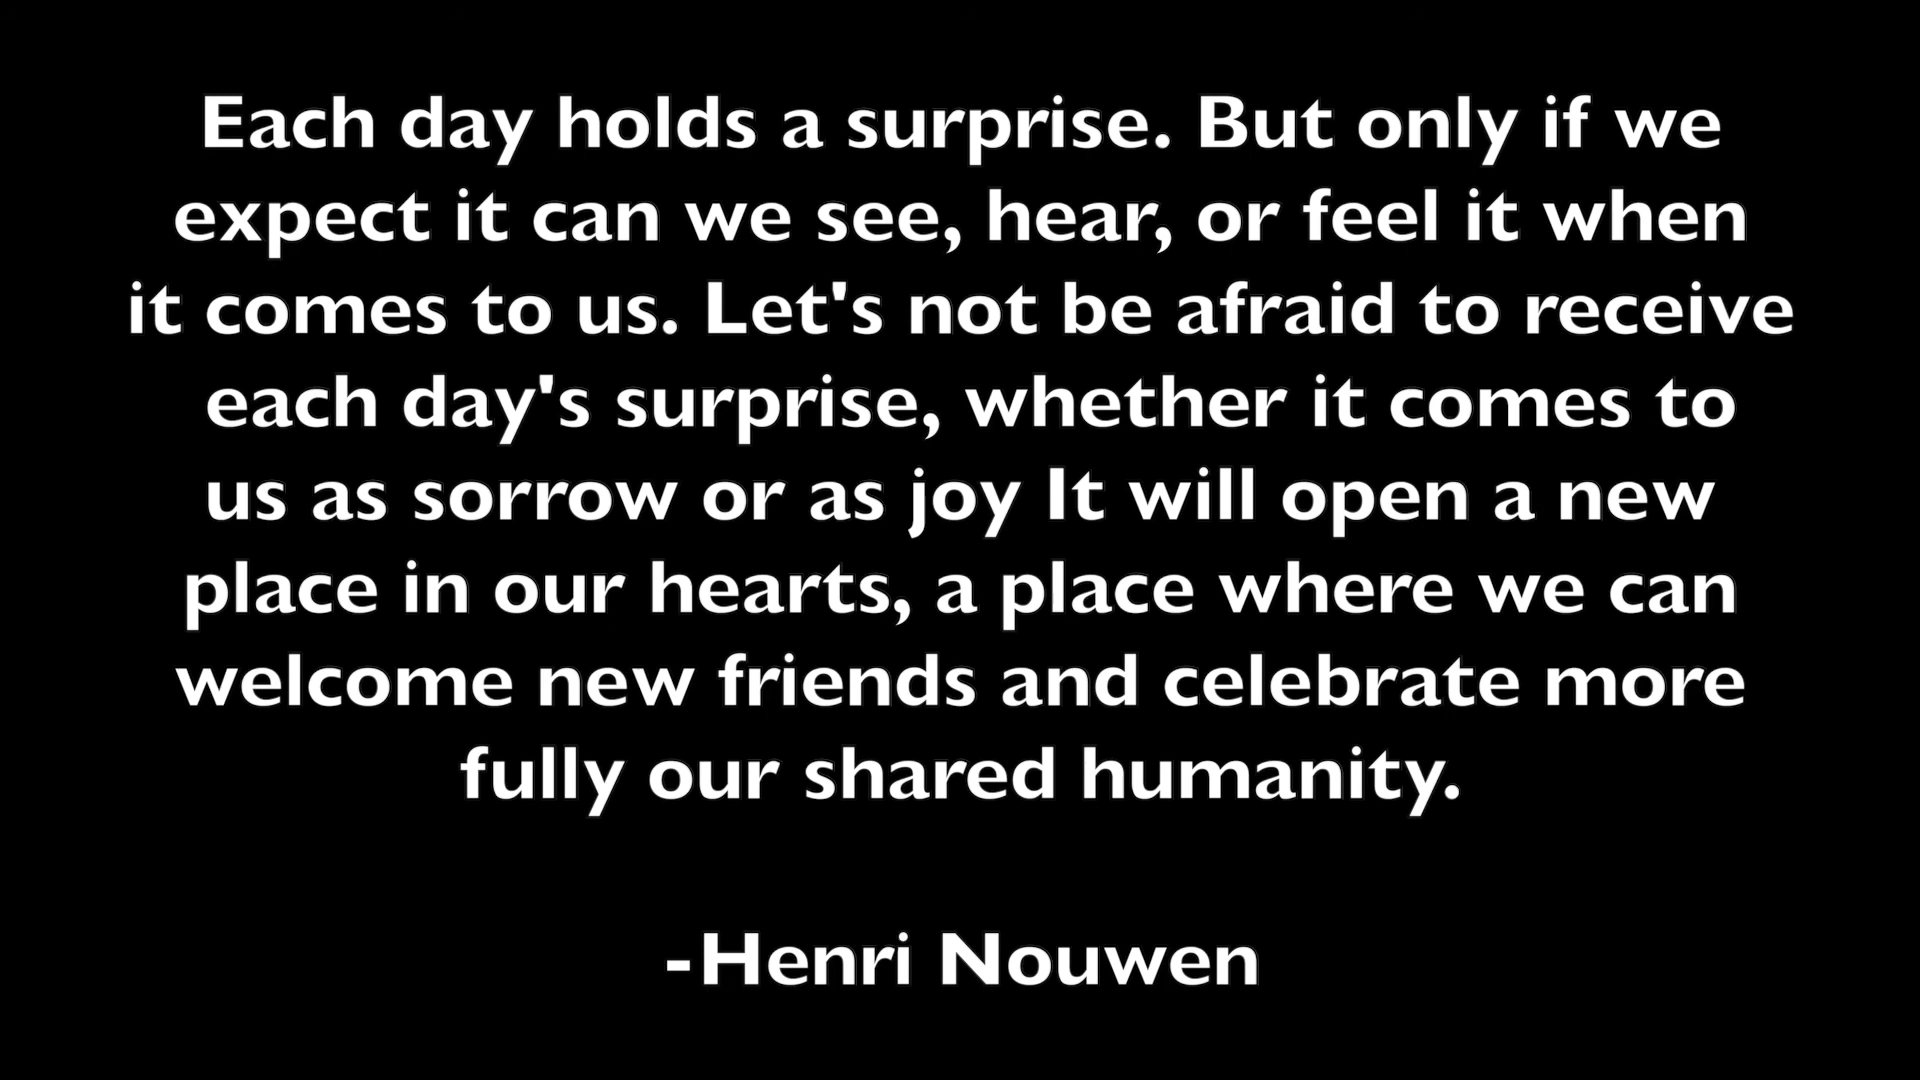 Each day holds a surprise. But only if we
expect it can we see, hear, or feel it when
it comes to us. Let's not be afraid to receive
each day's surprise, whether it comes to
us as sorrow or as joy It will open a new
place in our hearts, a place where we can
welcome new friends and celebrate more
fully our shared humanity.
-Henri Nouwen